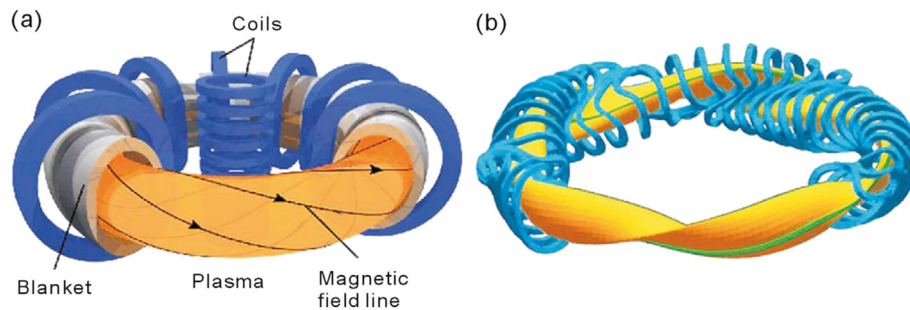 (a)
Coils
(b)
Blanket
Plasma
Magnetic
field line